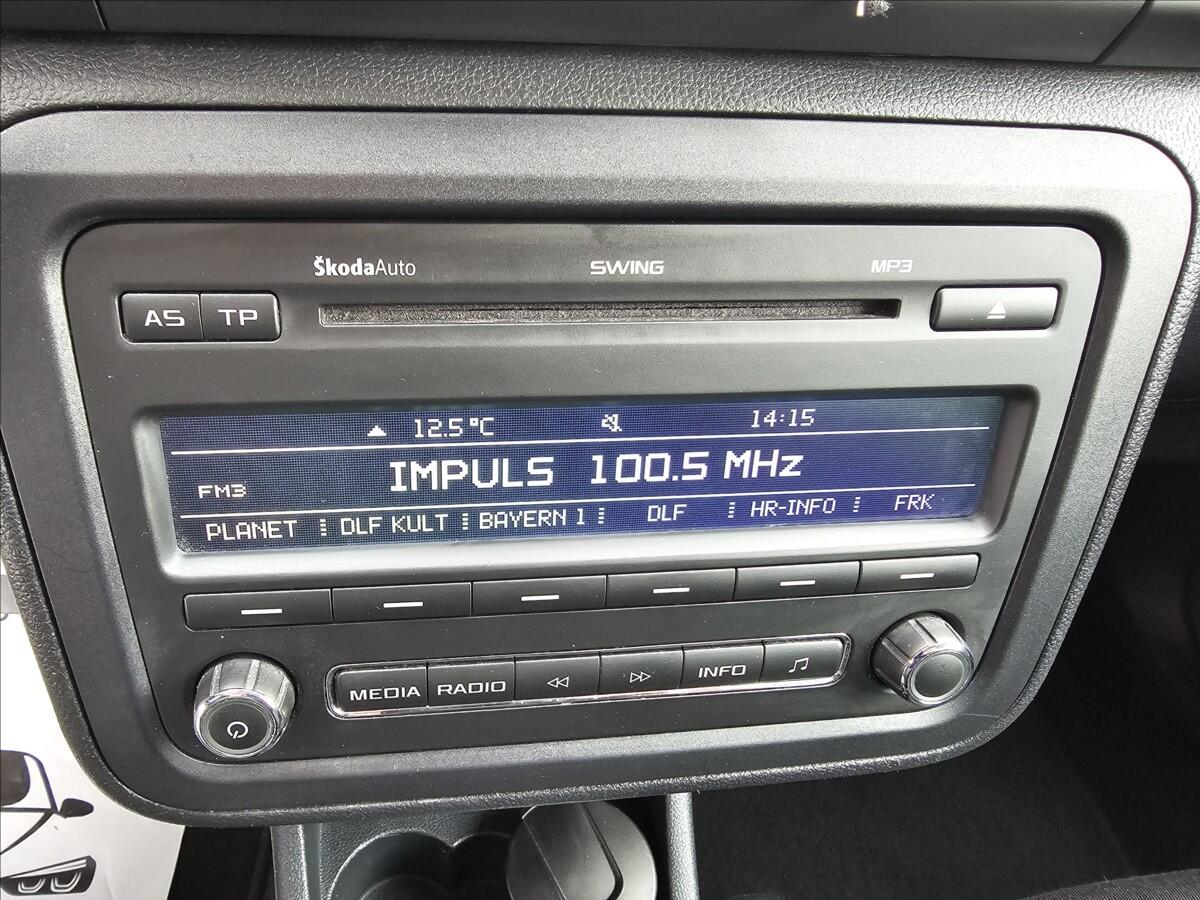 ŠkodaAuto SWING MP3
AS TP
12.5°C 14:15
FM3 IMPULS 100.5 MHz
PLANET DLF KULT BAYERN 1 DLF HR-INFO FRK
MEDIA RADIO INFO